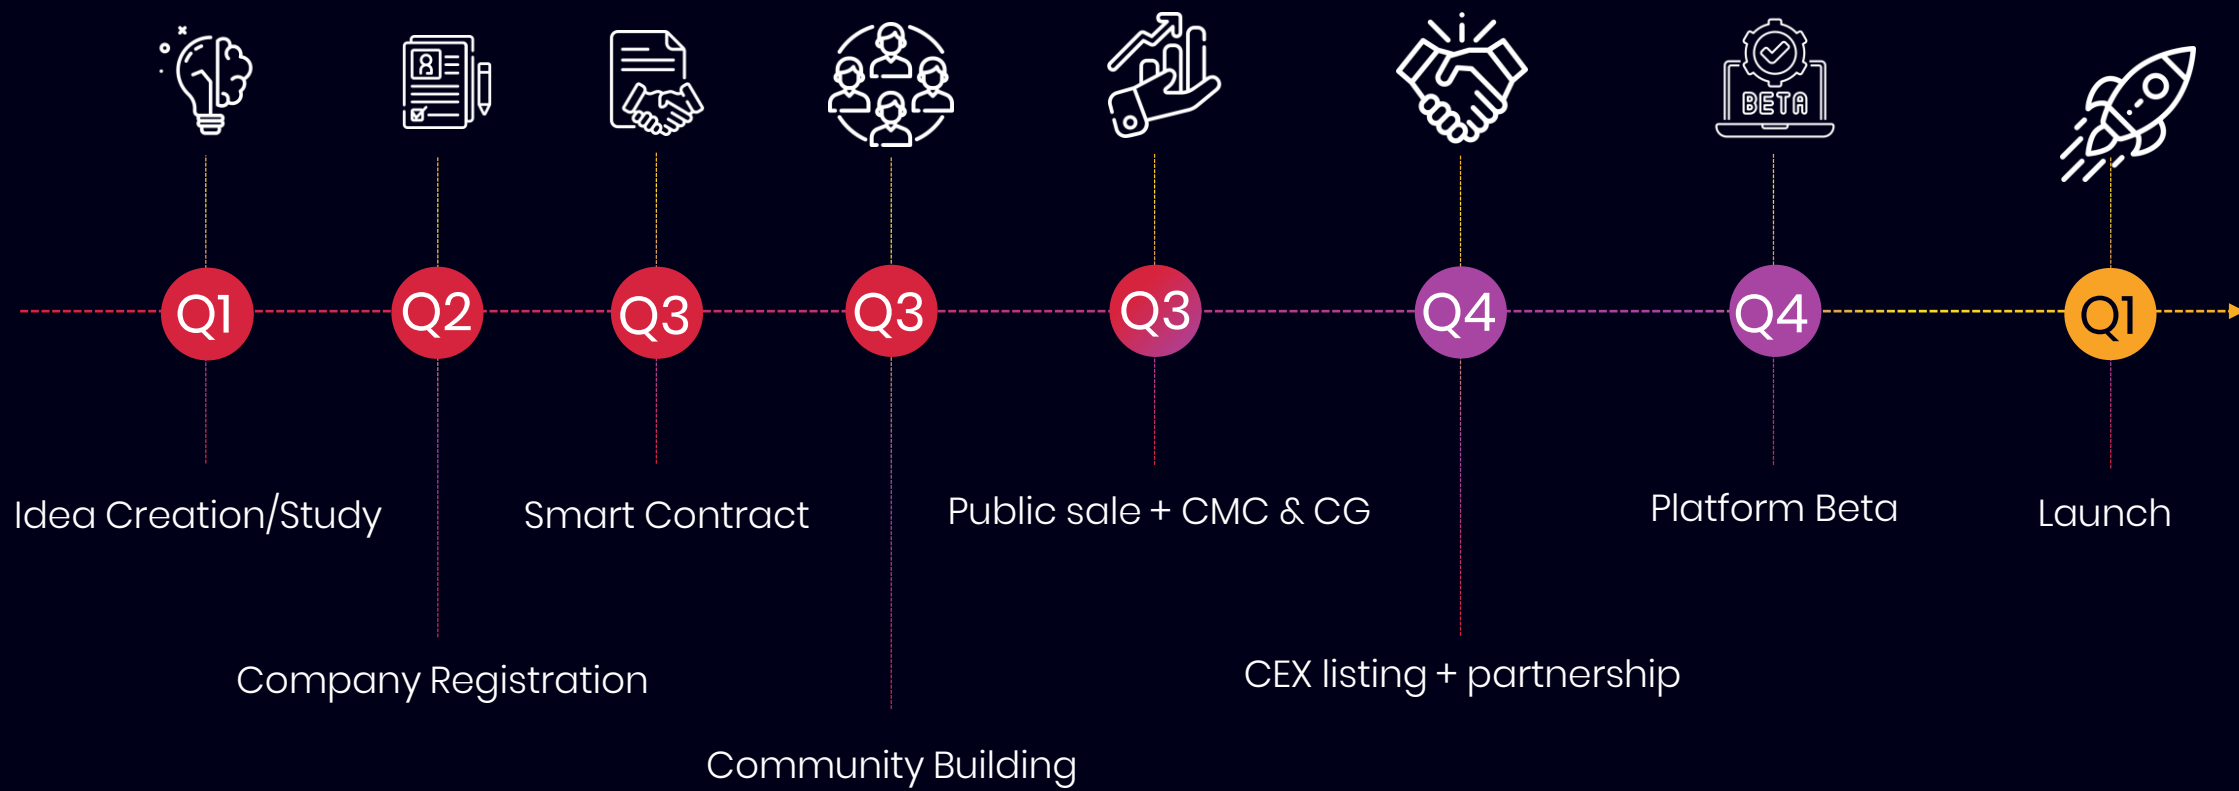 BETA
Q1
Q2
Q3
Q3
Q3
Q4
Q4
Q1
Idea Creation/Study
Smart Contract
Public sale + CMC & CG
Platform Beta
Launch
Company Registration
CEX listing + partnership
Community Building